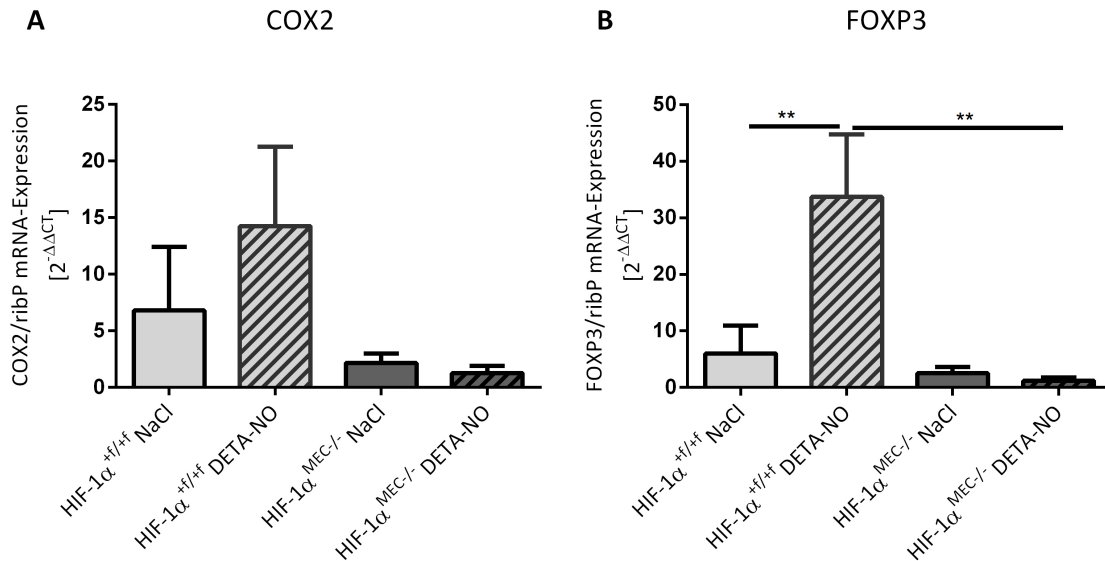 A COX2
COX2/ribP mRNA-Expression
[2^-ΔΔCT]
25
20
15
10
5
0
HIF-1α^+f/+f NaCl
HIF-1α^+f/+f DETA-NO
HIF-1α^MEC-/- NaCl
HIF-1α^MEC-/- DETA-NO
B FOXP3
FOXP3/ribP mRNA-Expression
[2^-ΔΔCT]
50
40
30
20
10
0
** **
HIF-1α^+f/+f NaCl
HIF-1α^+f/+f DETA-NO
HIF-1α^MEC-/- NaCl
HIF-1α^MEC-/- DETA-NO